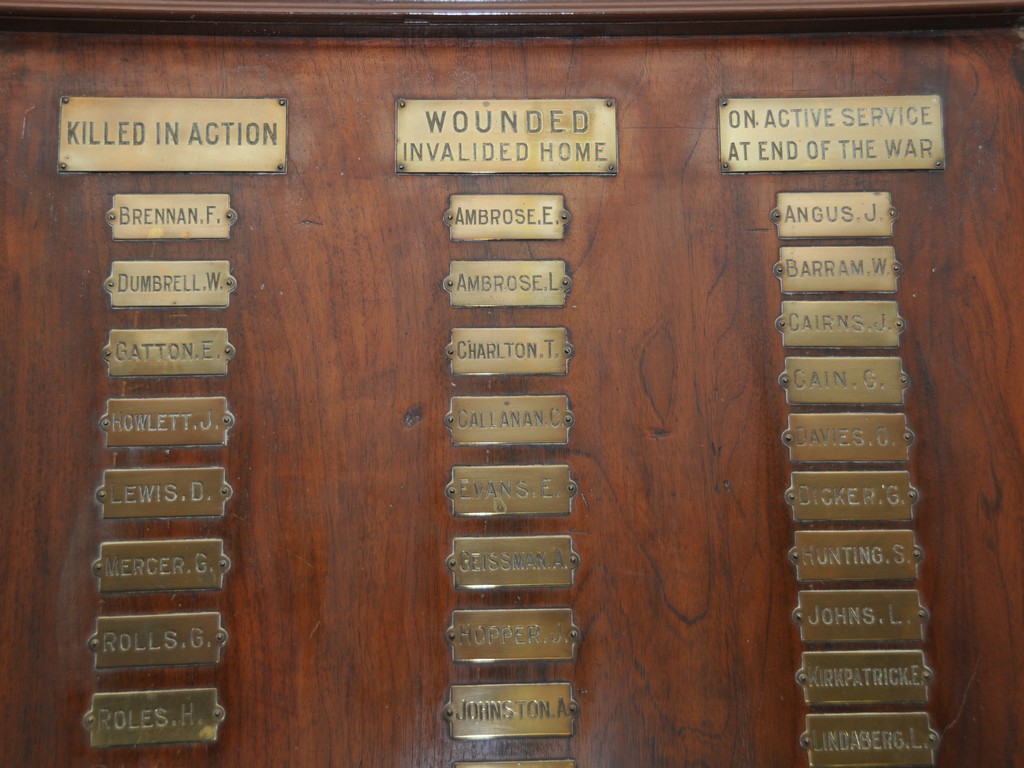 KILLED IN ACTION
BRENNAN.F.
DUMBRELL.W.
GATTON.E.
HOWLETT.J.
LEWIS.D.
MERCER.G.
ROLLS.G.
ROLES.H.
WOUNDED
INVALIDED HOME
AMBROSE.E.
AMBROSE.L.
CHARLTON.T.
CALLANAN.C.
EVANS.E.
GEISSMAN.A.
HOPPER.J.
JOHNSTON.A
ON. ACTIVE SERVICE
AT END OF THE WAR
ANGUS.J.
BARRAM.W.
CAIRNS.J.
CAIN.G.
DAVIES.O.
DICKER.G.
HUNTING.S.
JOHNS.L.
KIRKPATRICK.E.
LINDABERG.L.